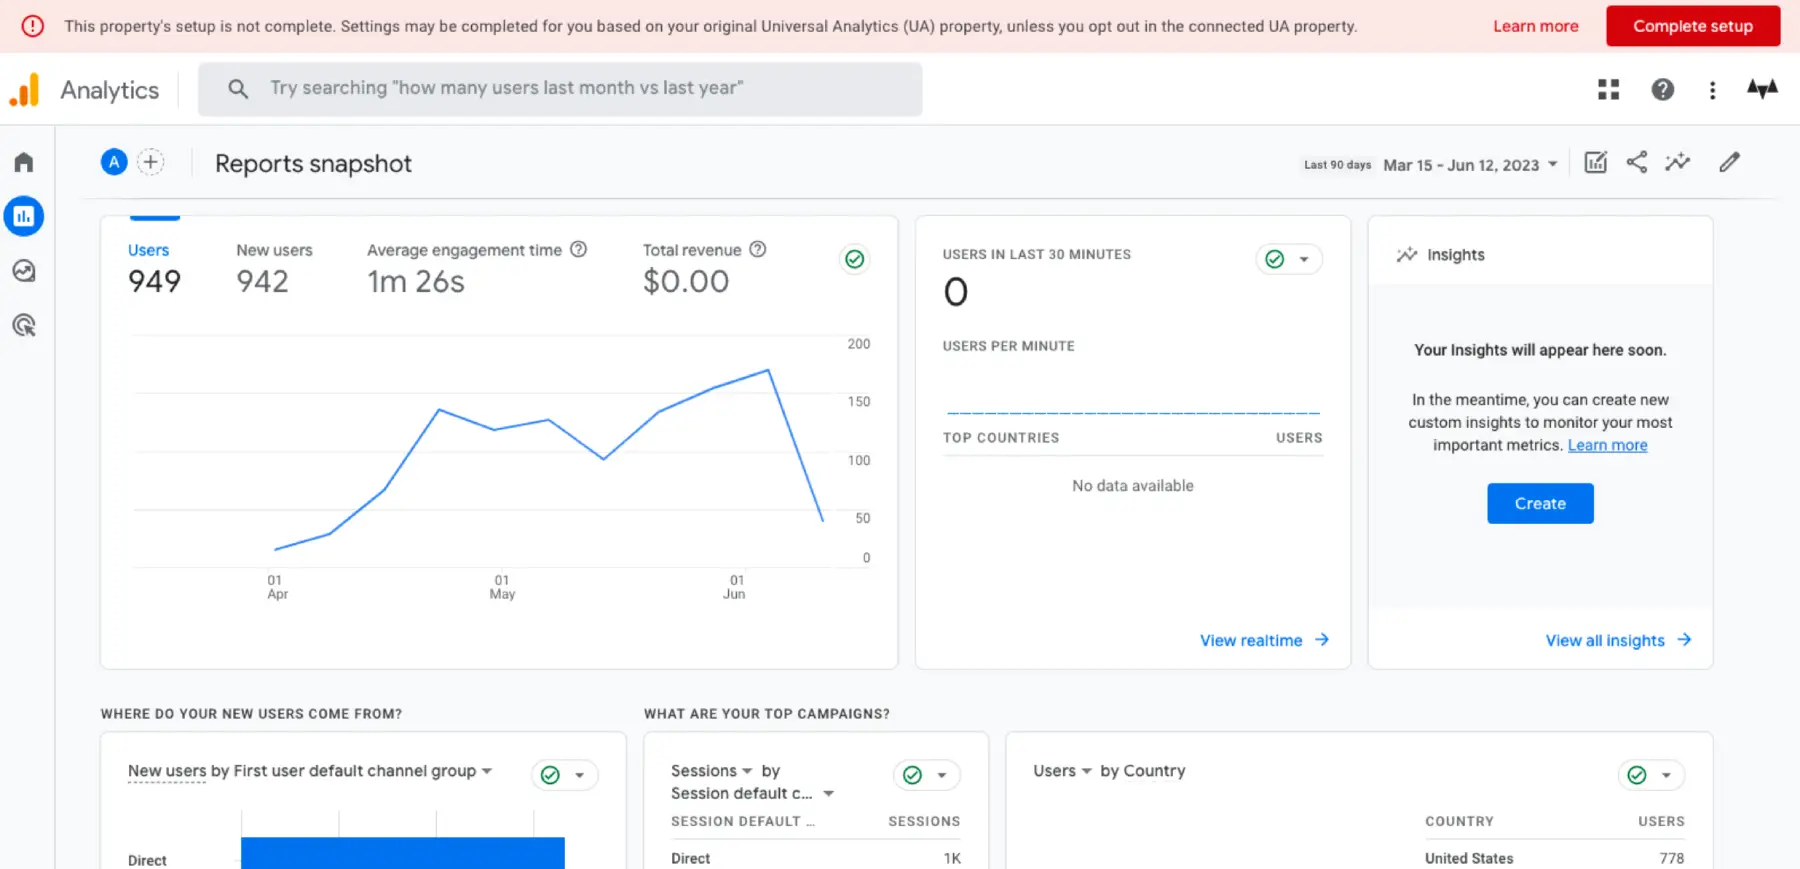 This property's setup is not complete. Settings may be completed for you based on your original Universal Analytics (UA) property, unless you opt out in the connected UA property.
Learn more
Complete setup
Analytics
Try searching "how many users last month vs last year"
A
Reports snapshot
Last 90 days
Mar 15 - Jun 12, 2023
Users
949
New users
942
Average engagement time
1m 26s
Total revenue
$0.00
200
150
100
50
0
01
Apr
01
May
01
Jun
USERS IN LAST 30 MINUTES
0
USERS PER MINUTE
TOP COUNTRIES
USERS
No data available
View realtime
Insights
Your Insights will appear here soon.
In the meantime, you can create new
custom insights to monitor your most
important metrics. Learn more
Create
View all insights
WHERE DO YOUR NEW USERS COME FROM?
New users by First user default channel group
Direct
WHAT ARE YOUR TOP CAMPAIGNS?
Sessions by
Session default c...
SESSION DEFAULT ...
SESSIONS
Direct
1K
Users by Country
COUNTRY
USERS
United States
778